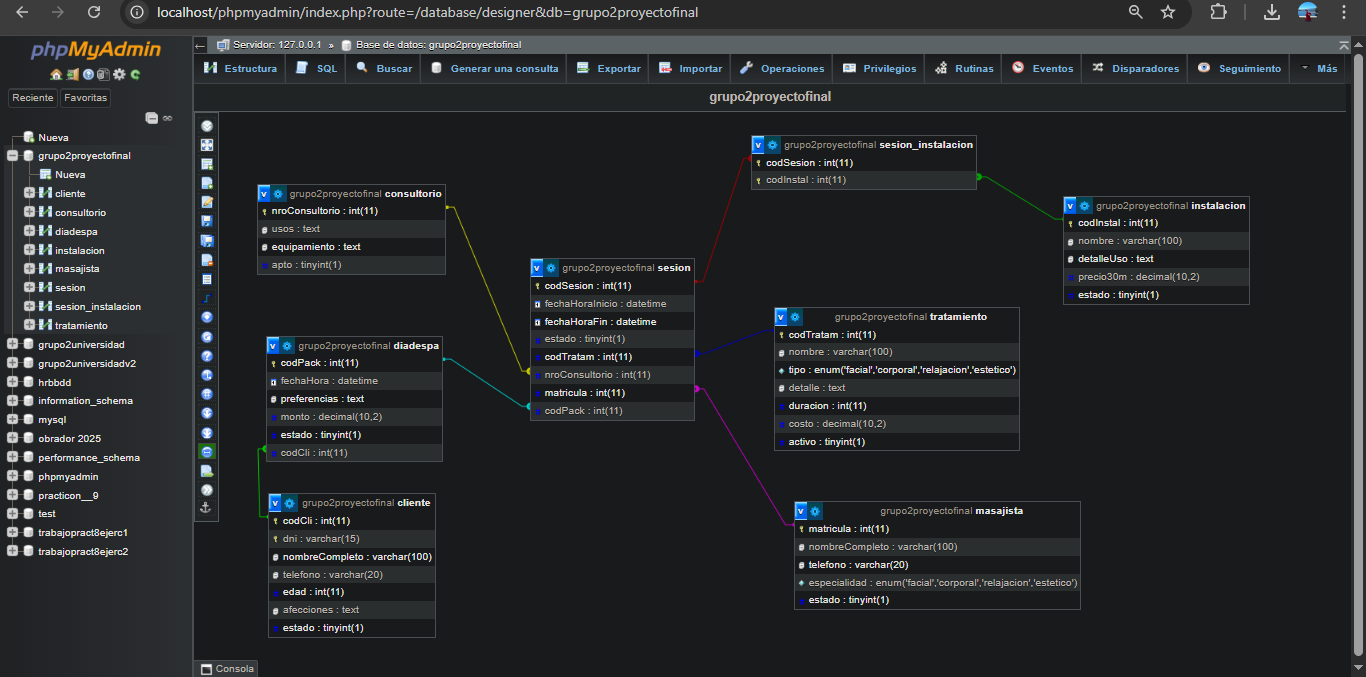 localhost/phpmyadmin/index.php?route=/database/designer&db=grupo2proyectofinal
phpMyAdmin
Reciente
Favoritas
Nueva
grupo2proyectofinal
Nueva
cliente
consultorio
diadespa
instalacion
masajista
sesion
sesion_instalacion
tratamiento
grupo2universidad
grupo2universidadv2
hrbbdd
information_schema
mysql
obrador 2025
performance_schema
phpmyadmin
practicon__9
test
trabajopract8ejerc1
trabajopract8ejerc2
Servidor: 127.0.0.1 » Base de datos: grupo2proyectofinal
Estructura SQL Buscar Generar una consulta Exportar Importar Operaciones Privilegios Rutinas Eventos Disparadores Seguimiento Más
grupo2proyectofinal
grupo2proyectofinal consultorio
nroConsultorio : int(11)
usos : text
equipamiento : text
apto : tinyint(1)
grupo2proyectofinal diadespa
codPack : int(11)
fechaHora : datetime
preferencias : text
monto : decimal(10,2)
estado : tinyint(1)
codCli : int(11)
grupo2proyectofinal cliente
codCli : int(11)
dni : varchar(15)
nombreCompleto : varchar(100)
telefono : varchar(20)
edad : int(11)
afecciones : text
estado : tinyint(1)
grupo2proyectofinal sesion
codSesion : int(11)
fechaHoraInicio : datetime
fechaHoraFin : datetime
estado : tinyint(1)
codTratam : int(11)
nroConsultorio : int(11)
matricula : int(11)
codPack : int(11)
grupo2proyectofinal sesion_instalacion
codSesion : int(11)
codInstal : int(11)
grupo2proyectofinal instalacion
codInstal : int(11)
nombre : varchar(100)
detalleUso : text
precio30m : decimal(10,2)
estado : tinyint(1)
grupo2proyectofinal tratamiento
codTratam : int(11)
nombre : varchar(100)
tipo : enum('facial','corporal','relajacion','estetico')
detalle : text
duracion : int(11)
costo : decimal(10,2)
activo : tinyint(1)
grupo2proyectofinal masajista
matricula : int(11)
nombreCompleto : varchar(100)
telefono : varchar(20)
especialidad : enum('facial','corporal','relajacion','estetico')
estado : tinyint(1)
Consola